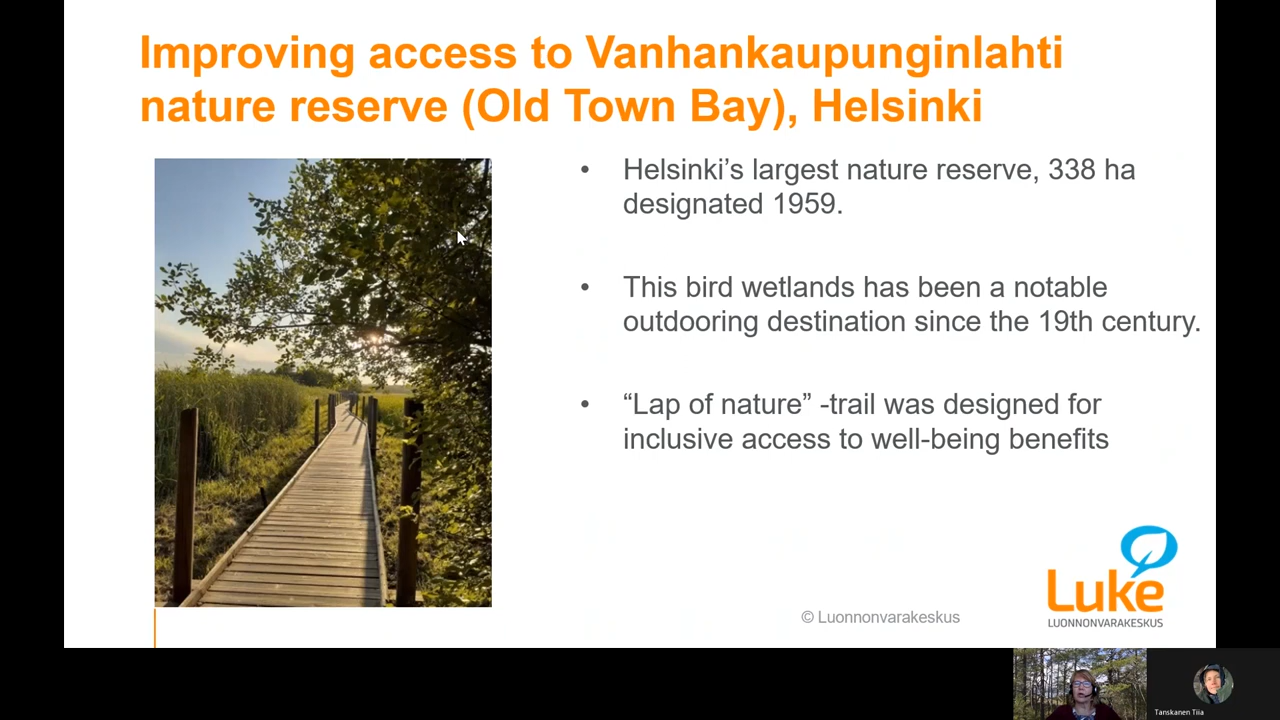 Improving access to Vanhankaupunginlahti
nature reserve (Old Town Bay), Helsinki
• Helsinki’s largest nature reserve, 338 ha
designated 1959.
• This bird wetlands has been a notable
outdooring destination since the 19th century.
• “Lap of nature” -trail was designed for
inclusive access to well-being benefits
© Luonnonvarakeskus
Luke
LUONNONVARAKESKUS
Tanskanen Tiia